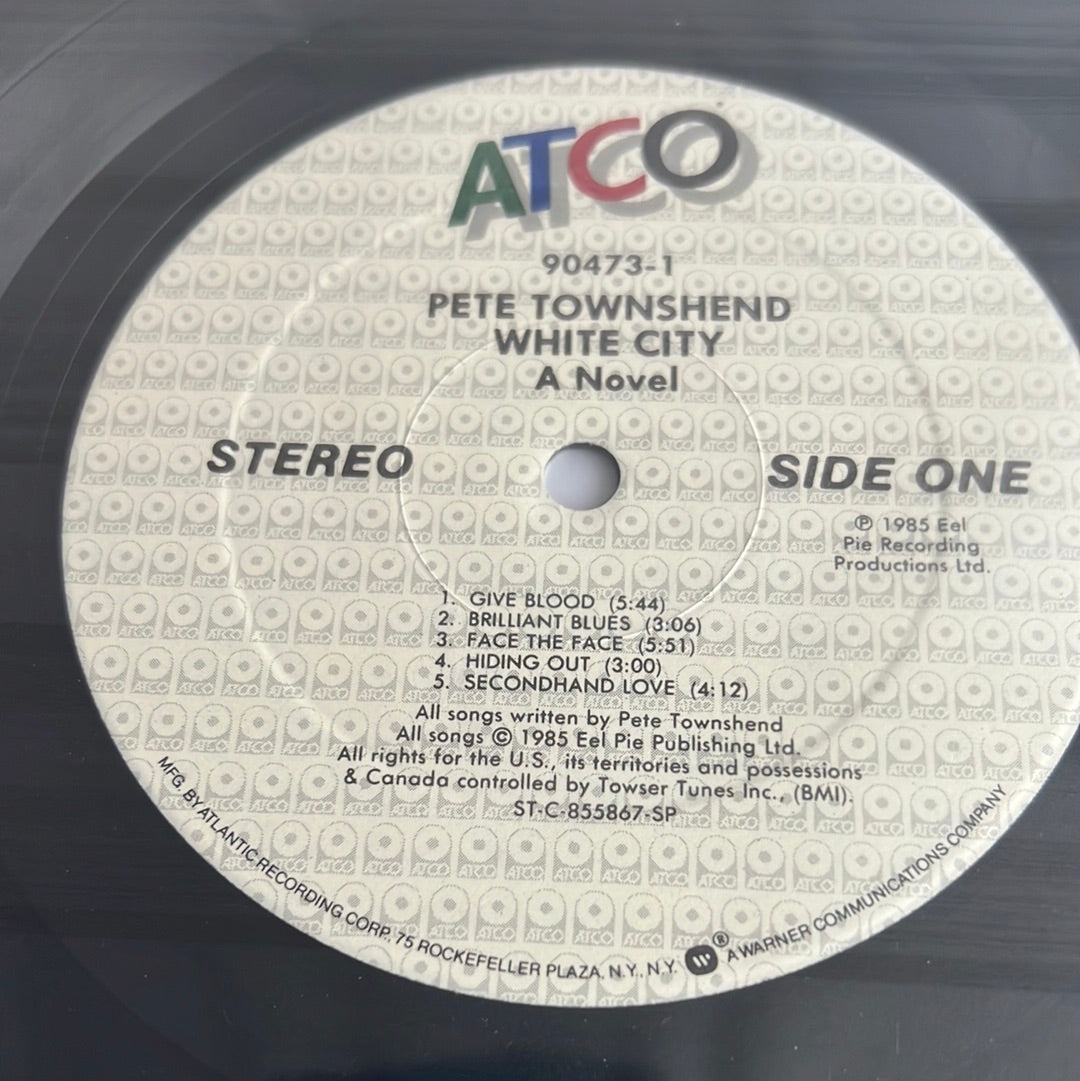 ATCO
90473-1
PETE TOWNSHEND
WHITE CITY
A Novel
STEREO
SIDE ONE
℗ 1985 Eel
Pie Recording
Productions Ltd.
1. GIVE BLOOD (5:44)
2. BRILLIANT BLUES (3:06)
3. FACE THE FACE (5:51)
4. HIDING OUT (3:00)
5. SECONDHAND LOVE (4:12)
All songs written by Pete Townshend
All songs © 1985 Eel Pie Publishing Ltd.
All rights for the U.S., its territories and possessions
& Canada controlled by Towser Tunes Inc., (BMI).
ST-C-855867-SP
MFG. BY ATLANTIC RECORDING CORP., 75 ROCKEFELLER PLAZA, N.Y., N.Y. ® A WARNER COMMUNICATIONS COMPANY